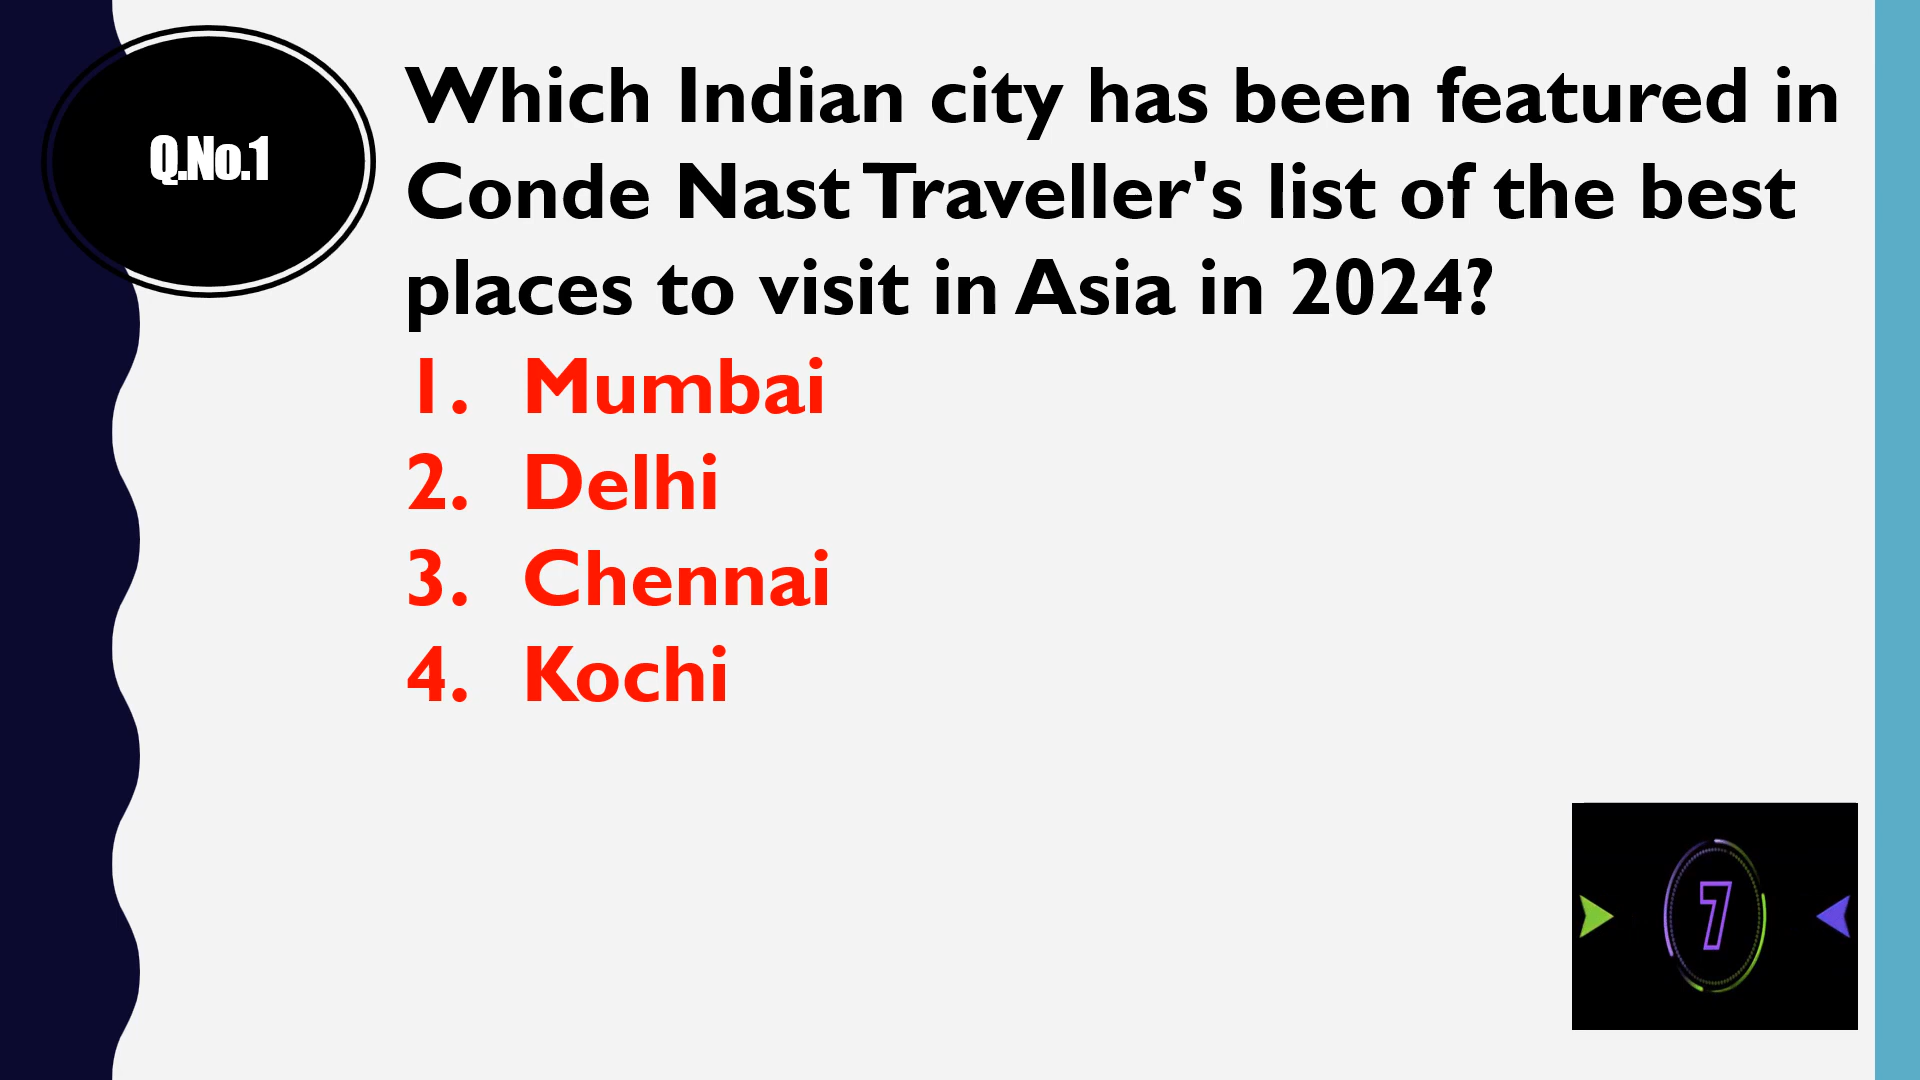 Q.No.1
Which Indian city has been featured in
Conde Nast Traveller's list of the best
places to visit in Asia in 2024?
1. Mumbai
2. Delhi
3. Chennai
4. Kochi
7